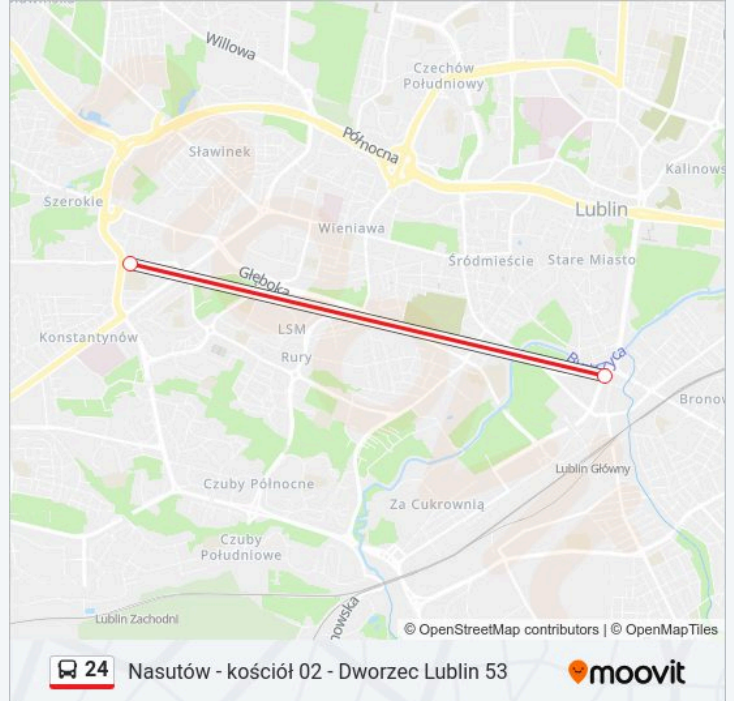 Willowa
Czechów
Południowy
Północna
Sławinek
Kalinows
Szerokie
Lublin
Wieniawa
Śródmieście
Stare Miasto
Głęboka
LSM
Konstantynów
Rury
Bronow
Lublin Główny
Czuby Północne
Za Cukrownią
Czuby
Południowe
nowska
Lublin Zachodni
© OpenStreetMap contributors | © OpenMapTiles
24 Nasutów - kościół 02 - Dworzec Lublin 53 moovit